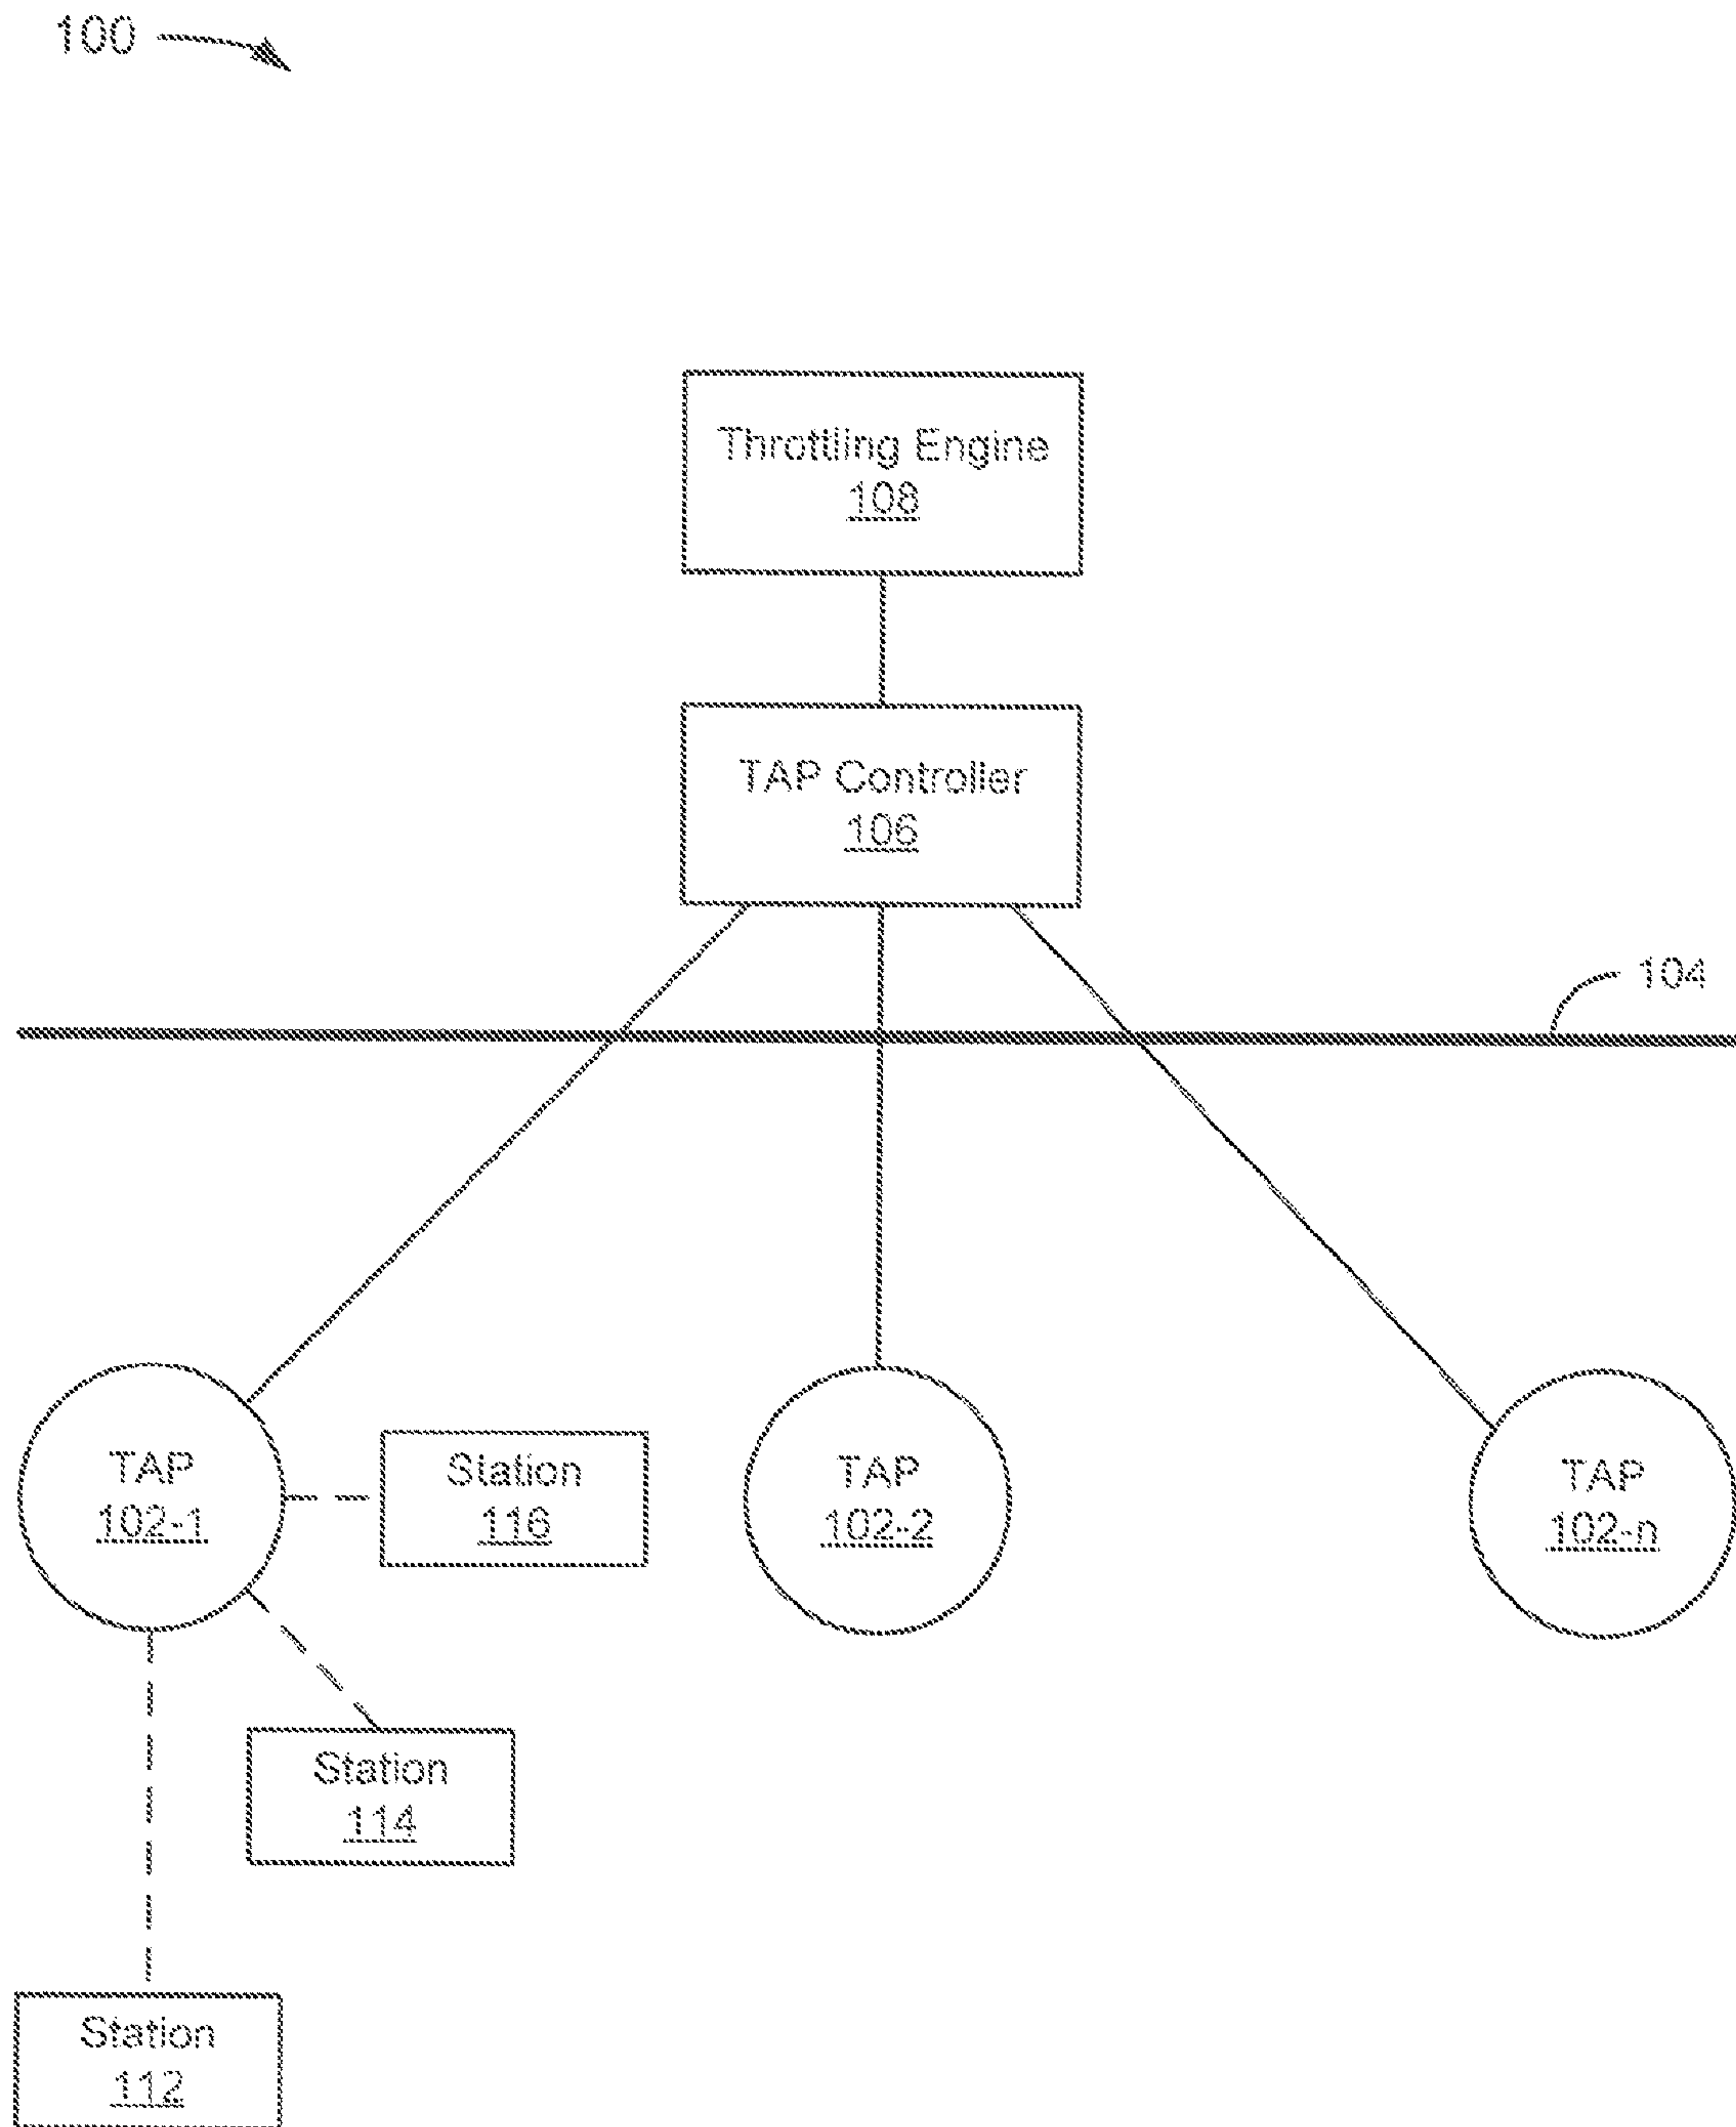 100
Throttling Engine
108
TAP Controller
106
104
TAP
102-1
Station
116
TAP
102-2
TAP
102-n
Station
114
Station
112